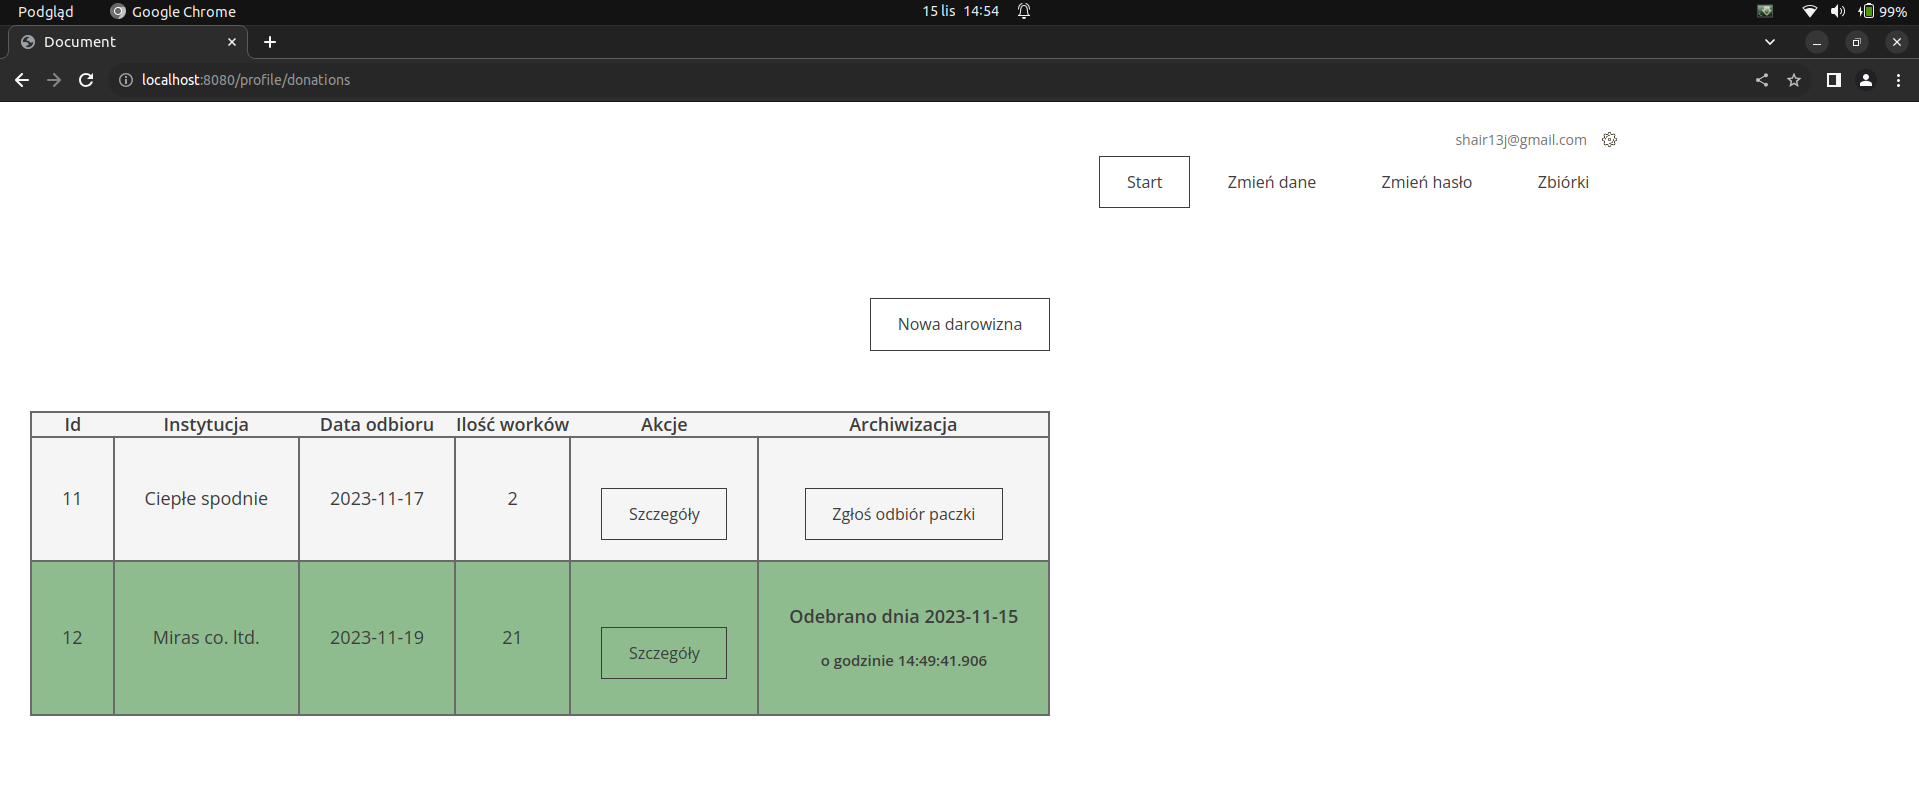 Podgląd Google Chrome 15 lis 14:54 99%
Document
localhost:8080/profile/donations
shair13j@gmail.com
Start Zmień dane Zmień hasło Zbiórki
Nowa darowizna
Id Instytucja Data odbioru Ilość worków Akcje Archiwizacja
11 Ciepłe spodnie 2023-11-17 2 Szczegóły Zgłoś odbiór paczki
12 Miras co. ltd. 2023-11-19 21 Szczegóły Odebrano dnia 2023-11-15
o godzinie 14:49:41.906